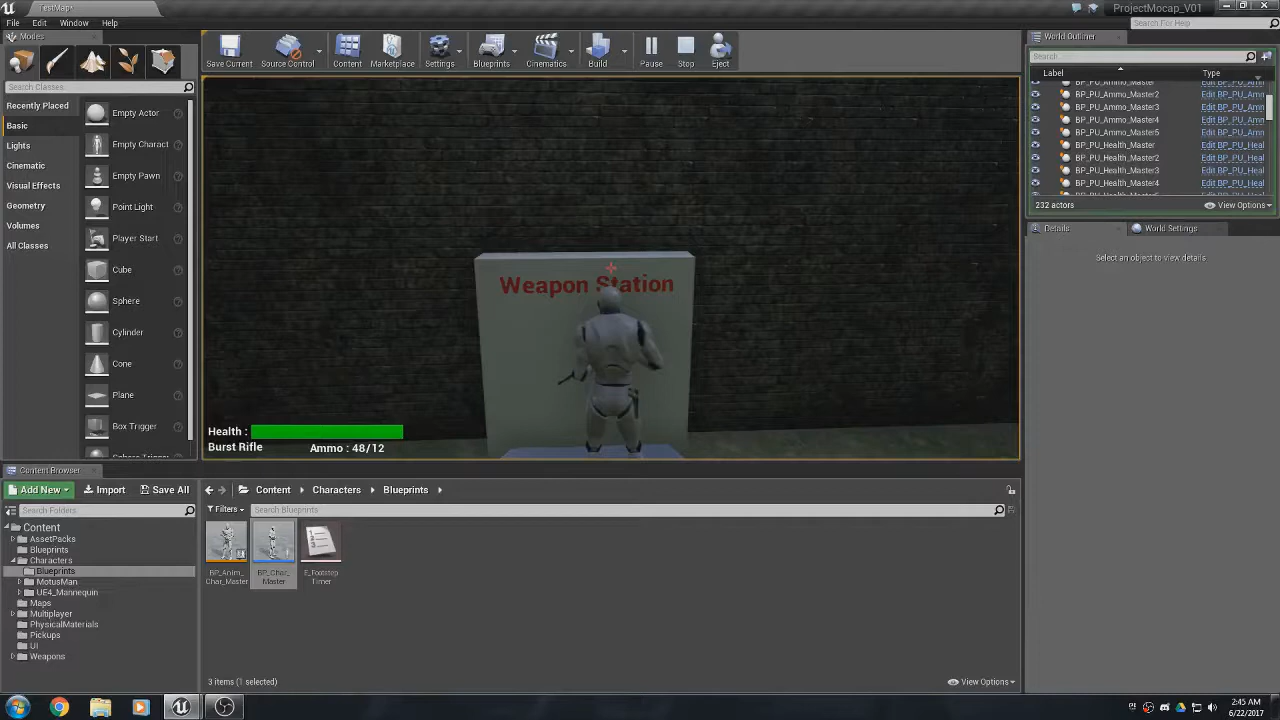 TestMap*
ProjectMocap_V01
File Edit Window Help
Search For Help
Modes
World Outliner
Save Current Source Control Content Marketplace Settings Blueprints Cinematics Build Pause Stop Eject
Search
Label Type
Search Classes
BP_PU_Ammo_Master2 Edit BP_PU_Amm
Recently Placed
Empty Actor
BP_PU_Ammo_Master3 Edit BP_PU_Amm
BP_PU_Ammo_Master4 Edit BP_PU_Amm
Basic
BP_PU_Ammo_Master5 Edit BP_PU_Amm
Lights
Empty Charact
BP_PU_Health_Master Edit BP_PU_Heal
BP_PU_Health_Master2 Edit BP_PU_Heal
Cinematic
Empty Pawn
BP_PU_Health_Master3 Edit BP_PU_Heal
Visual Effects
BP_PU_Health_Master4 Edit BP_PU_Heal
Geometry
Point Light
232 actors View Options
Volumes
Player Start
Details World Settings
All Classes
Select an object to view details
Cube
Weapon Station
Sphere
Cylinder
Cone
Plane
Box Trigger
Health :
Burst Rifle Ammo : 48/12
Content Browser
Add New Import Save All
Content Characters Blueprints
Search Folders
Filters Search Blueprints
Content
AssetPacks
Blueprints
Characters
Blueprints
MotusMan
UE4_Mannequin
Maps
Multiplayer
PhysicalMaterials
Pickups
UI
Weapons
BP_Anim_
Char_Master
BP_Char_
Master
F_Footstep
Timer
3 items (1 selected) View Options
2:45 AM
6/22/2017